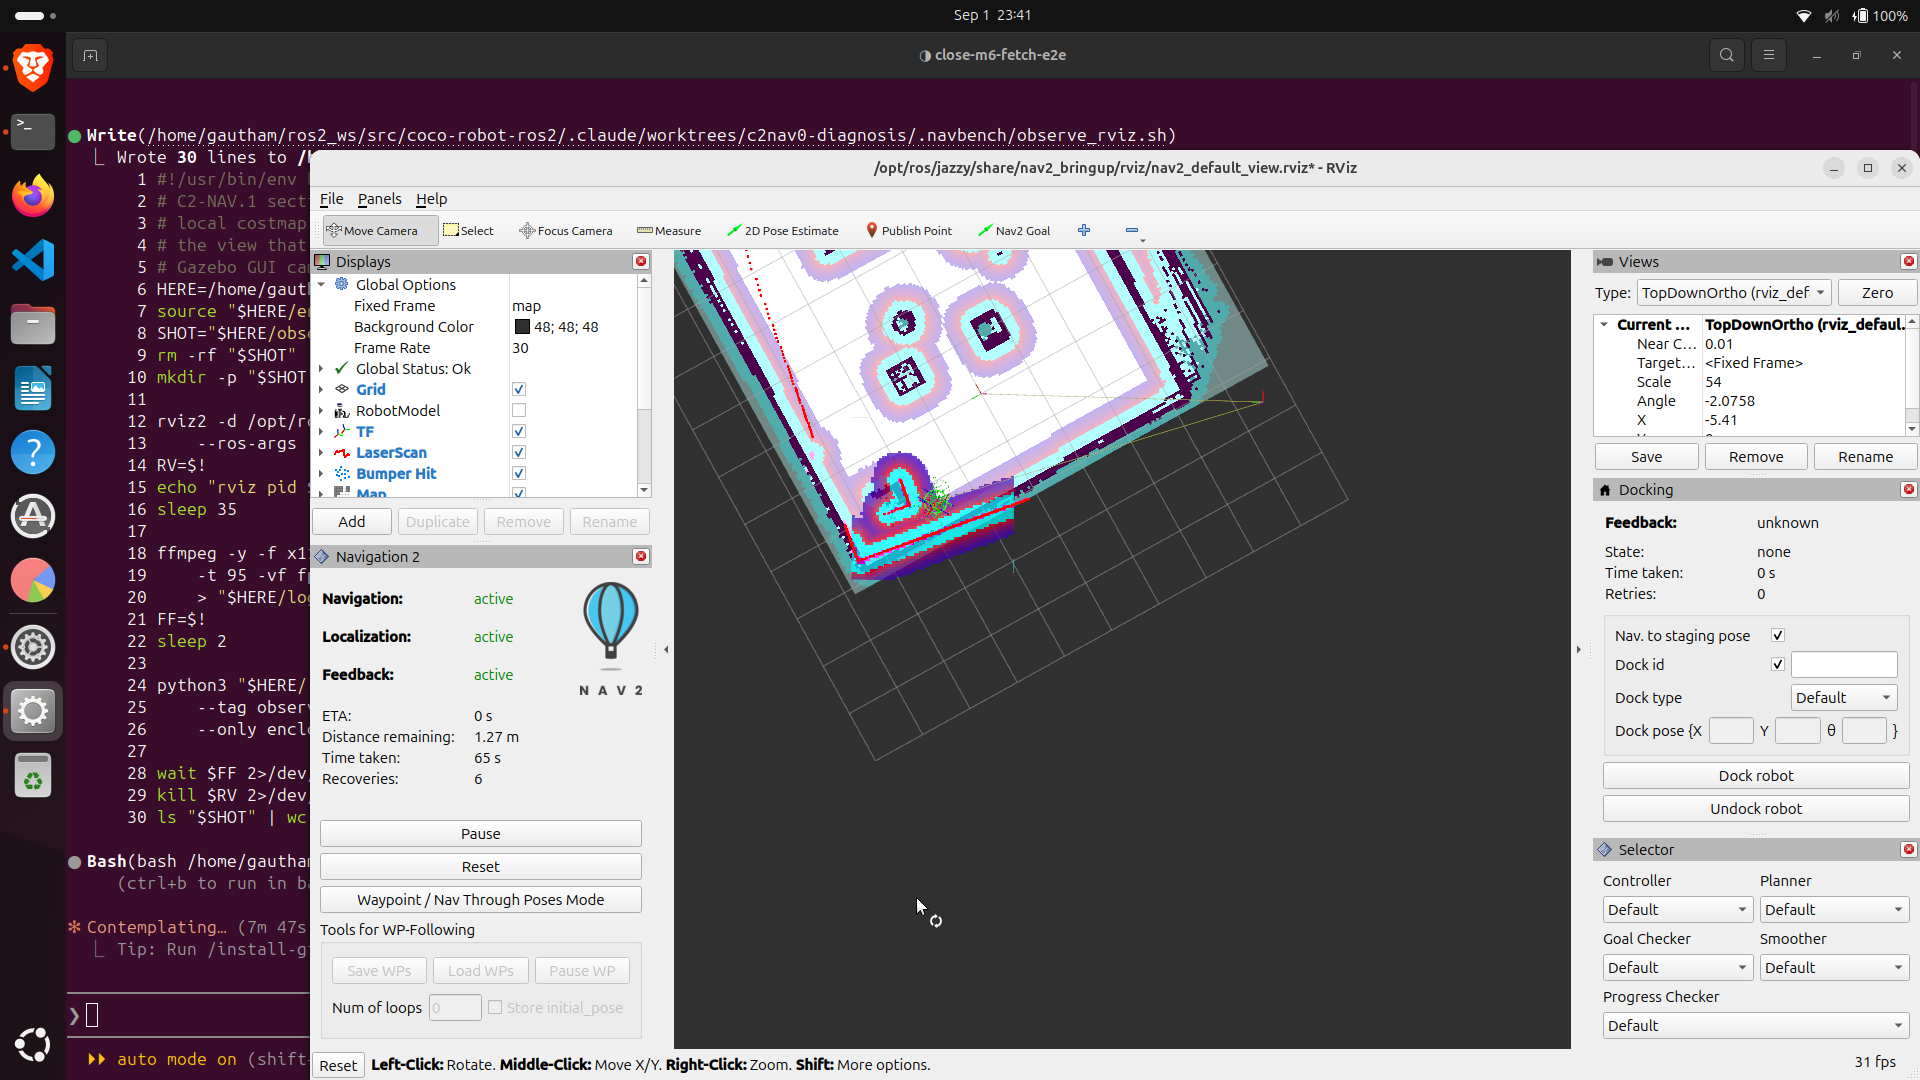 Sep 1  23:41
100%
close-m6-fetch-e2e
Write(/home/gautham/ros2_ws/src/coco-robot-ros2/.claude/worktrees/c2nav0-diagnosis/.navbench/observe_rviz.sh)
Wrote 30 lines to
1 #!/usr/bin/env
2 # C2-NAV.1 sect
3 # local costmap
4 # the view that
5 # Gazebo GUI can
6 HERE=/home/gaut
7 source "$HERE/e
8 SHOT="$HERE/obs
9 rm -rf "$SHOT"
10 mkdir -p "$SHOT
11
12 rviz2 -d /opt/r
13 --ros-args
14 RV=$!
15 echo "rviz pid
16 sleep 35
17
18 ffmpeg -y -f x1
19 -t 95 -vf f
20 > "$HERE/lo
21 FF=$!
22 sleep 2
23
24 python3 "$HERE/
25 --tag obser
26 --only encl
27
28 wait $FF 2>/dev
29 kill $RV 2>/dev
30 ls "$SHOT" | wc
Bash(bash /home/gautha
(ctrl+b to run in ba
Contemplating… (7m 47s
Tip: Run /install-g
❯
auto mode on (shift
/opt/ros/jazzy/share/nav2_bringup/rviz/nav2_default_view.rviz* - RViz
File Panels Help
Move Camera Select Focus Camera Measure 2D Pose Estimate Publish Point Nav2 Goal
Displays
Global Options
Fixed Frame map
Background Color 48; 48; 48
Frame Rate 30
Global Status: Ok
Grid
RobotModel
TF
LaserScan
Bumper Hit
Map
Add Duplicate Remove Rename
Navigation 2
Navigation: active
Localization: active
Feedback: active
NAV2
ETA: 0 s
Distance remaining: 1.27 m
Time taken: 65 s
Recoveries: 6
Pause
Reset
Waypoint / Nav Through Poses Mode
Tools for WP-Following
Save WPs Load WPs Pause WP
Num of loops 0 Store initial_pose
Reset Left-Click: Rotate. Middle-Click: Move X/Y. Right-Click: Zoom. Shift: More options.
31 fps
Views
Type: TopDownOrtho (rviz_def Zero
Current ... TopDownOrtho (rviz_defaul...
Near C... 0.01
Target... <Fixed Frame>
Scale 54
Angle -2.0758
X -5.41
Save Remove Rename
Docking
Feedback: unknown
State: none
Time taken: 0 s
Retries: 0
Nav. to staging pose
Dock id
Dock type Default
Dock pose {X Y θ }
Dock robot
Undock robot
Selector
Controller Planner
Default Default
Goal Checker Smoother
Default Default
Progress Checker
Default